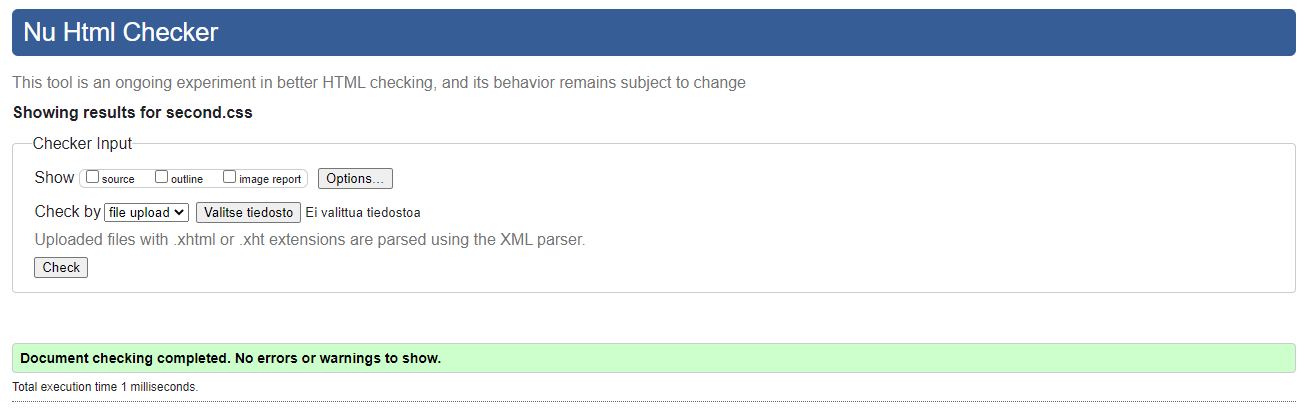 Nu Html Checker
This tool is an ongoing experiment in better HTML checking, and its behavior remains subject to change
Showing results for second.css
Checker Input
Show source outline image report Options...
Check by file upload Valitse tiedosto Ei valittua tiedostoa
Uploaded files with .xhtml or .xht extensions are parsed using the XML parser.
Check
Document checking completed. No errors or warnings to show.
Total execution time 1 milliseconds.